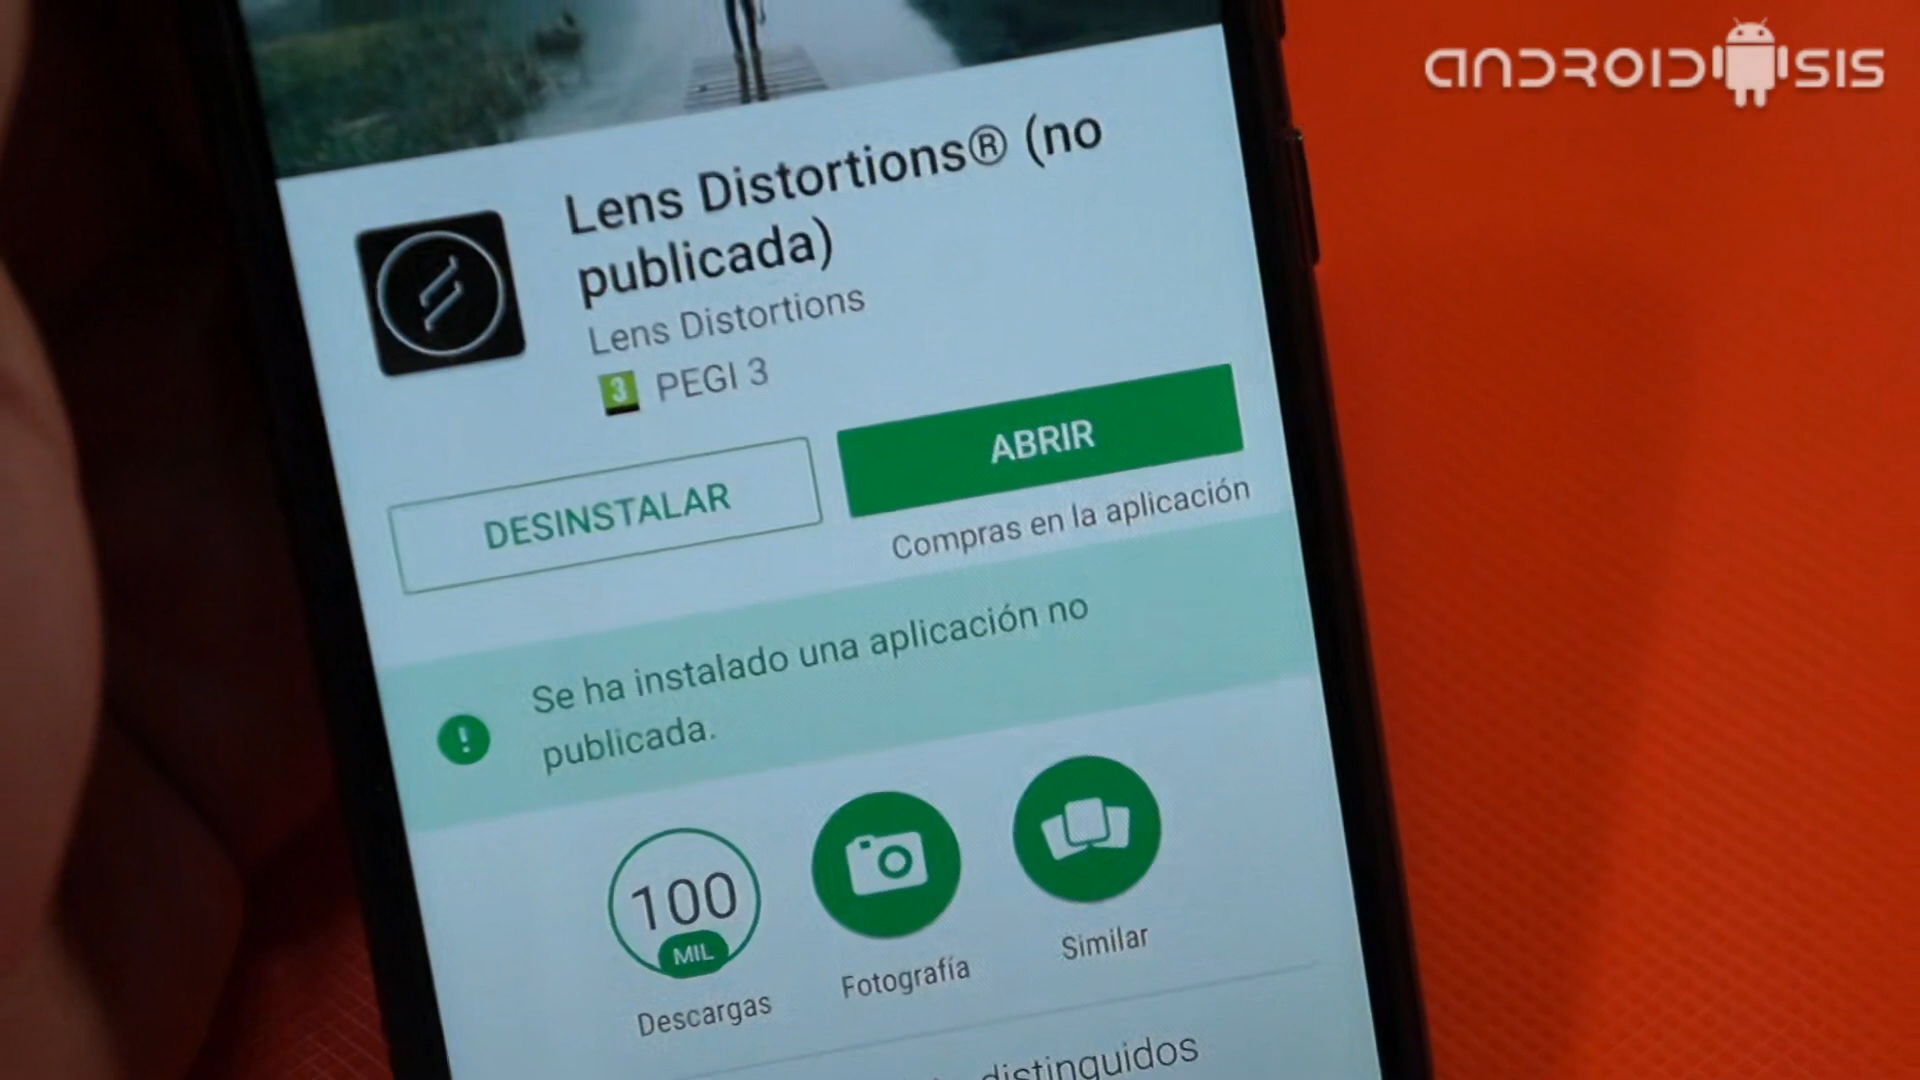 ANDROIDSIS
Lens Distortions® (no
publicada)
Lens Distortions
3 PEGI 3
DESINSTALAR
ABRIR
Compras en la aplicación
Se ha instalado una aplicación no
publicada.
100
MIL
Descargas
Fotografía
Similar
distinguidos